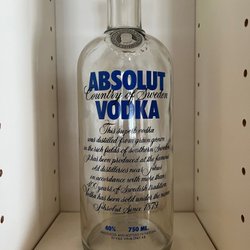 ABSOLUT
Country of Sweden
VODKA
This superb vodka
was distilled from grain grown
in the rich fields of southern Sweden.
It has been produced at the famous
old distilleries near Åhus
in accordance with more than
400 years of Swedish tradition.
Vodka has been sold under the name
Absolut Since 1879.
40% 750 ML.